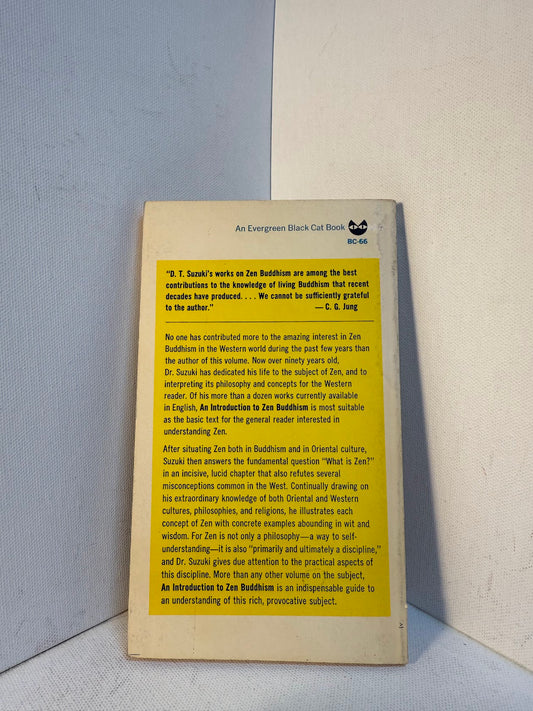 An Evergreen Black Cat Book
BC-66
"D. T. Suzuki's works on Zen Buddhism are among the best
contributions to the knowledge of living Buddhism that recent
decades have produced. . . . We cannot be sufficiently grateful
to the author." — C. G. Jung
No one has contributed more to the amazing interest in Zen
Buddhism in the Western world during the past few years than
the author of this volume. Now over ninety years old,
Dr. Suzuki has dedicated his life to the subject of Zen, and to
interpreting its philosophy and concepts for the Western
reader. Of his more than a dozen works currently available
in English, An Introduction to Zen Buddhism is most suitable
as the basic text for the general reader interested in
understanding Zen.
After situating Zen both in Buddhism and in Oriental culture,
Suzuki then answers the fundamental question "What is Zen?"
in an incisive, lucid chapter that also refutes several
misconceptions common in the West. Continually drawing on
his extraordinary knowledge of both Oriental and Western
cultures, philosophies, and religions, he illustrates each
concept of Zen with concrete examples abounding in wit and
wisdom. For Zen is not only a philosophy—a way to self-
understanding—it is also "primarily and ultimately a discipline,"
and Dr. Suzuki gives due attention to the practical aspects of
this discipline. More than any other volume on the subject,
An Introduction to Zen Buddhism is an indispensable guide to
an understanding of this rich, provocative subject.